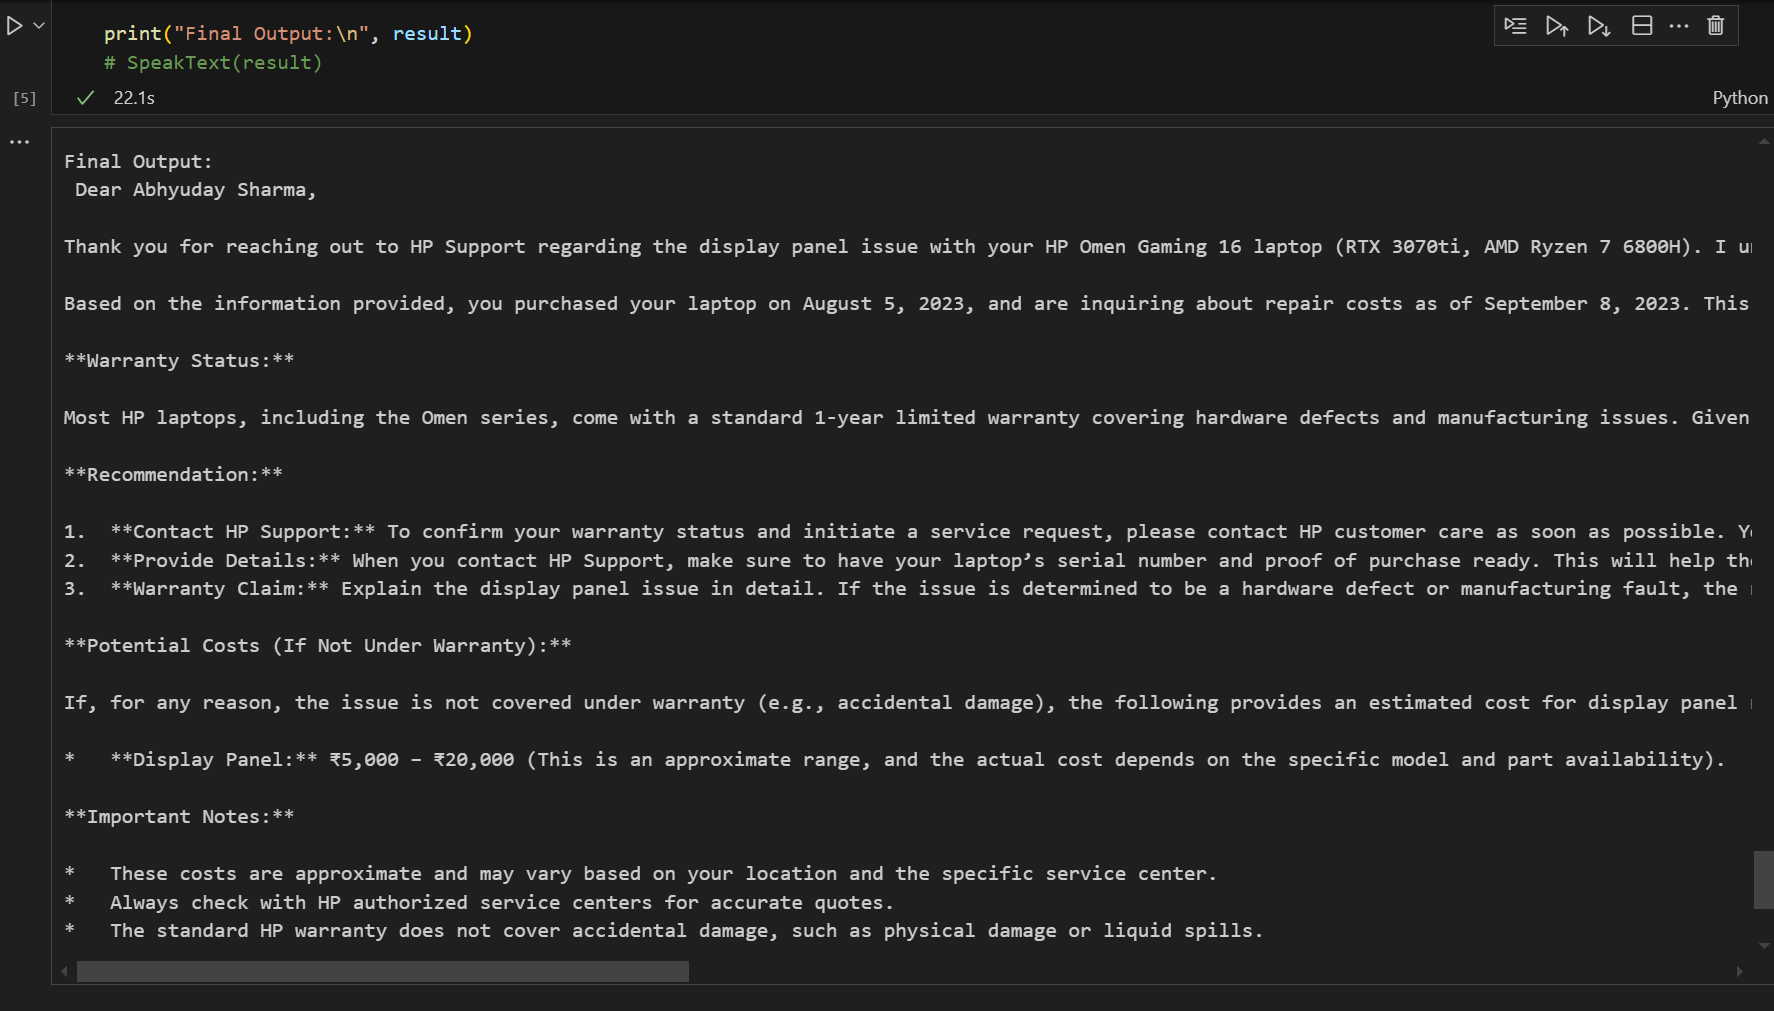 print("Final Output:\n", result)
# SpeakText(result)
[5]
22.1s
Python
Final Output:
Dear Abhyuday Sharma,
Thank you for reaching out to HP Support regarding the display panel issue with your HP Omen Gaming 16 laptop (RTX 3070ti, AMD Ryzen 7 6800H). I
Based on the information provided, you purchased your laptop on August 5, 2023, and are inquiring about repair costs as of September 8, 2023. This
**Warranty Status:**
Most HP laptops, including the Omen series, come with a standard 1-year limited warranty covering hardware defects and manufacturing issues. Given
**Recommendation:**
1.  **Contact HP Support:** To confirm your warranty status and initiate a service request, please contact HP customer care as soon as possible.
2.  **Provide Details:** When you contact HP Support, make sure to have your laptop’s serial number and proof of purchase ready. This will help
3.  **Warranty Claim:** Explain the display panel issue in detail. If the issue is determined to be a hardware defect or manufacturing fault, the
**Potential Costs (If Not Under Warranty):**
If, for any reason, the issue is not covered under warranty (e.g., accidental damage), the following provides an estimated cost for display panel
*   **Display Panel:** ₹5,000 – ₹20,000 (This is an approximate range, and the actual cost depends on the specific model and part availability).
**Important Notes:**
*   These costs are approximate and may vary based on your location and the specific service center.
*   Always check with HP authorized service centers for accurate quotes.
*   The standard HP warranty does not cover accidental damage, such as physical damage or liquid spills.